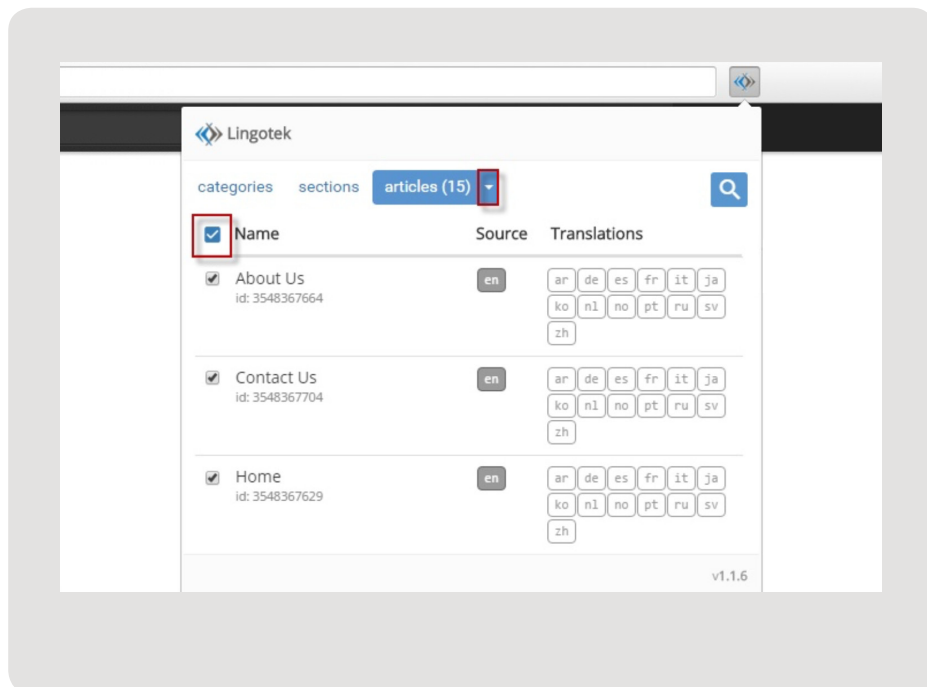 Lingotek
categories sections articles (15)
Name Source Translations
About Us en ar de es fr it ja
id: 3548367664 ko nl no pt ru sv
zh
Contact Us en ar de es fr it ja
id: 3548367704 ko nl no pt ru sv
zh
Home en ar de es fr it ja
id: 3548367629 ko nl no pt ru sv
zh
v1.1.6